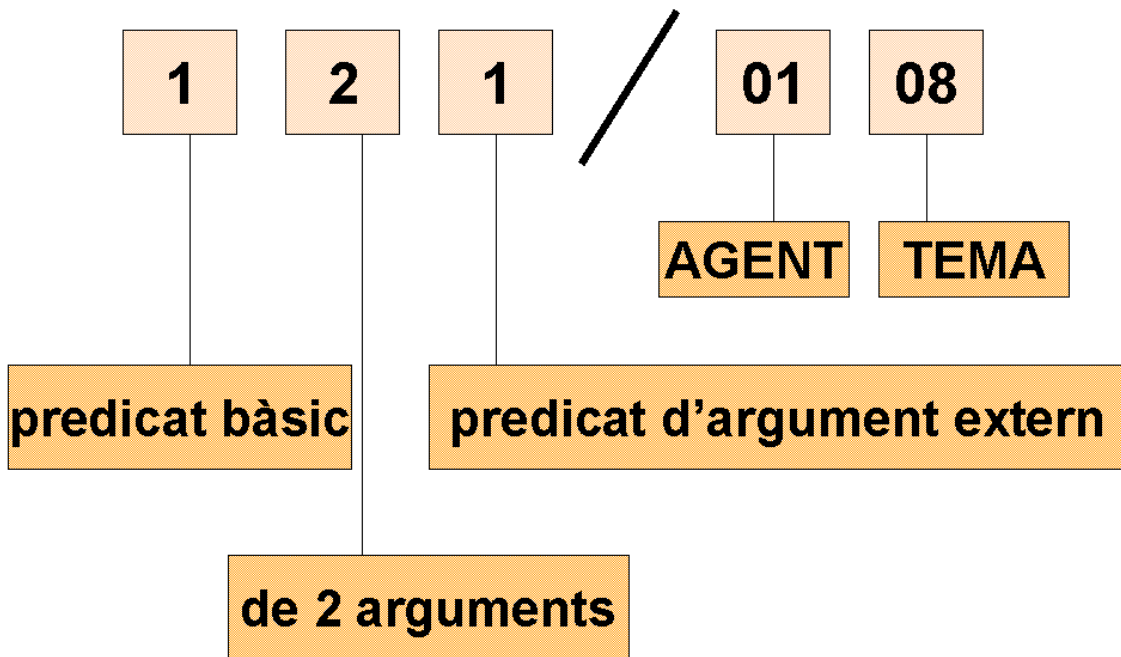 1 2 1 / 01 08
AGENT TEMA
predicat bàsic predicat d’argument extern
de 2 arguments